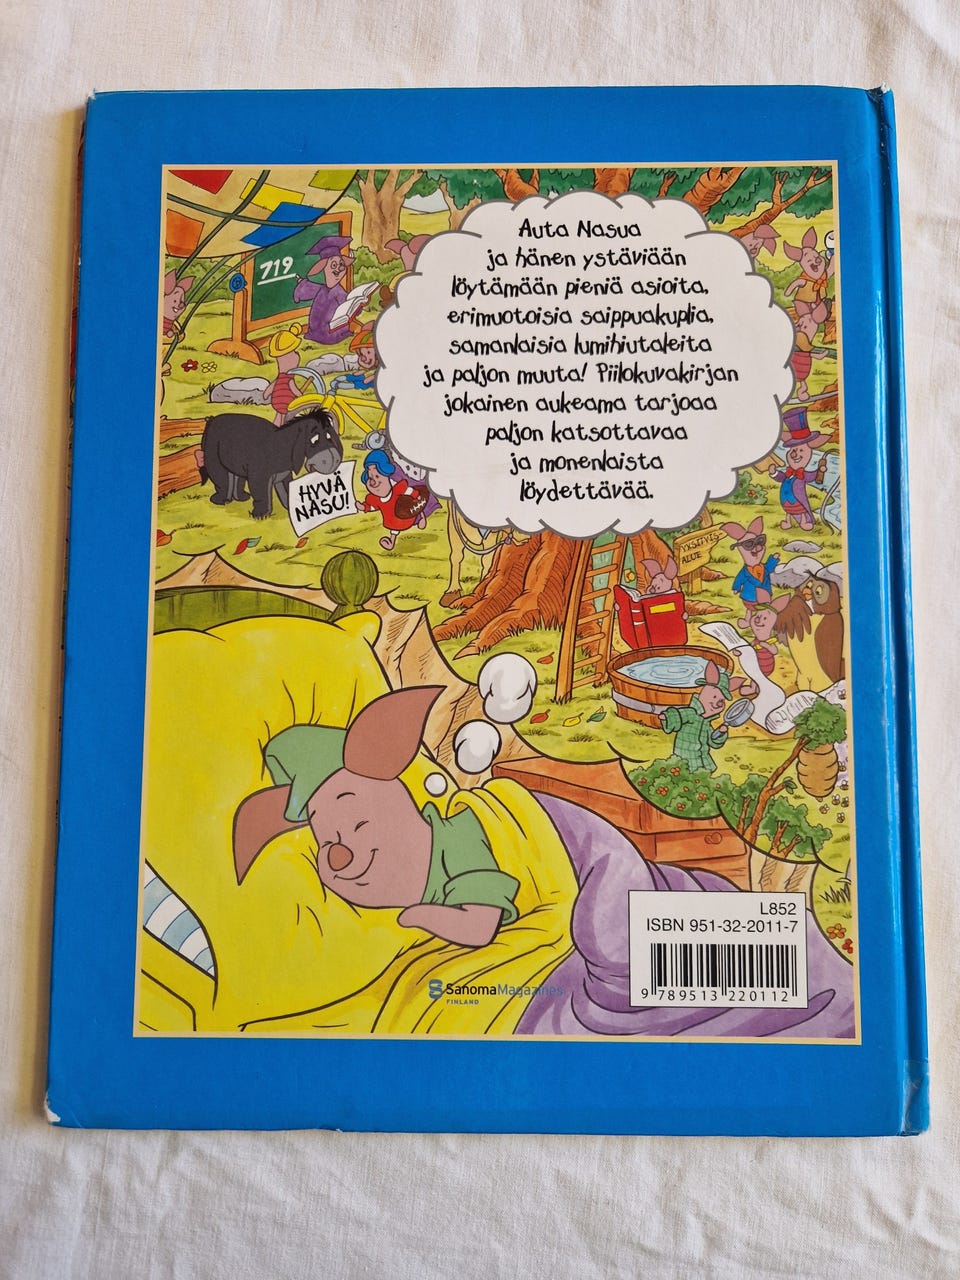 719
Auta Nasua
ja hänen ystäviään
löytämään pieniä asioita,
erimuotoisia saippuakuplia,
samanlaisia lumihiutaleita
ja paljon muuta! Piilokuvakirjan
jokainen aukeama tarjoaa
paljon katsottavaa
ja monenlaista
löydettävää.
HYVÄ
NASU!
YKSITYIS-
ALUE
L852
ISBN 951-32-2011-7
9 789513 220112
SanomaMagazines
FINLAND